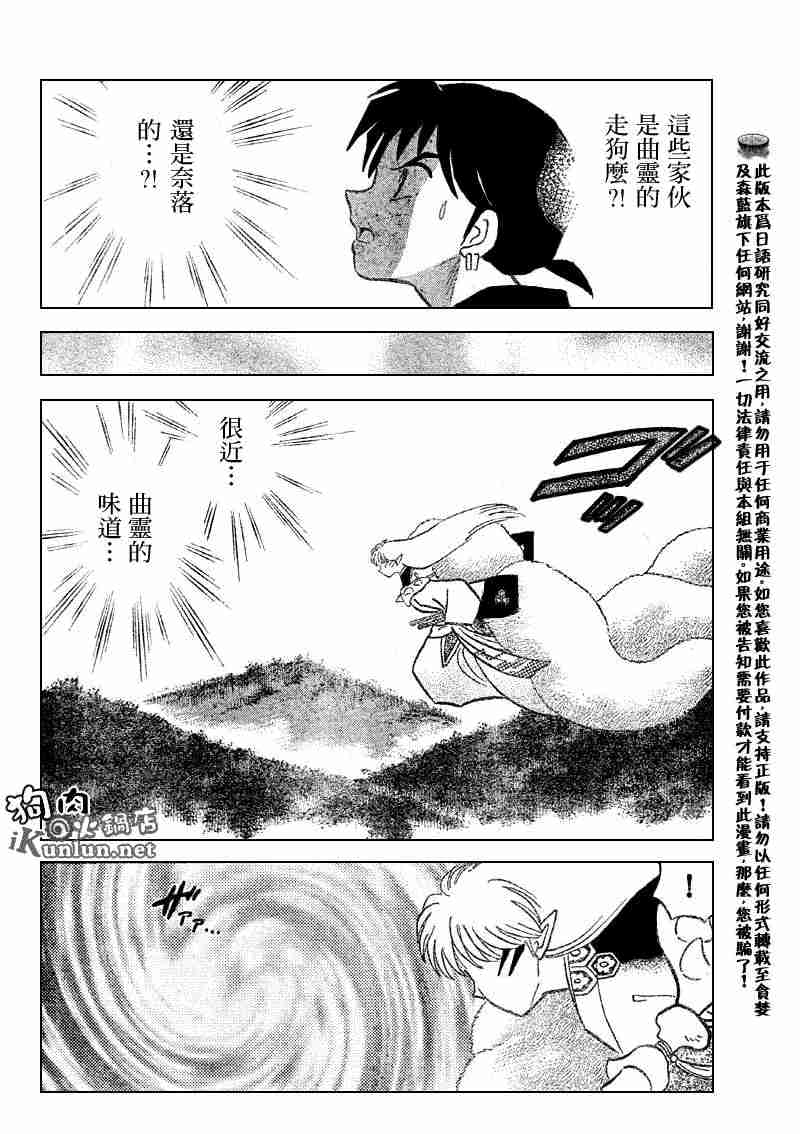 這些家伙
是曲靈的
走狗麼?!
還是奈落
的…?!
ゴ
很近…
曲靈的
味道…
!
ザァァ…
狗肉
火鍋店
iKunlun.net
此版本爲日語研究同好交流之用,請勿用于任何商業用途。如您喜歡此作品,請支持正版!請勿以任何形式轉載至貪婪
及森藍旗下任何網站,謝謝!一切法律責任與本組無關。如果您被告知需要付款才能看到此漫畫,那麼,您被騙了!